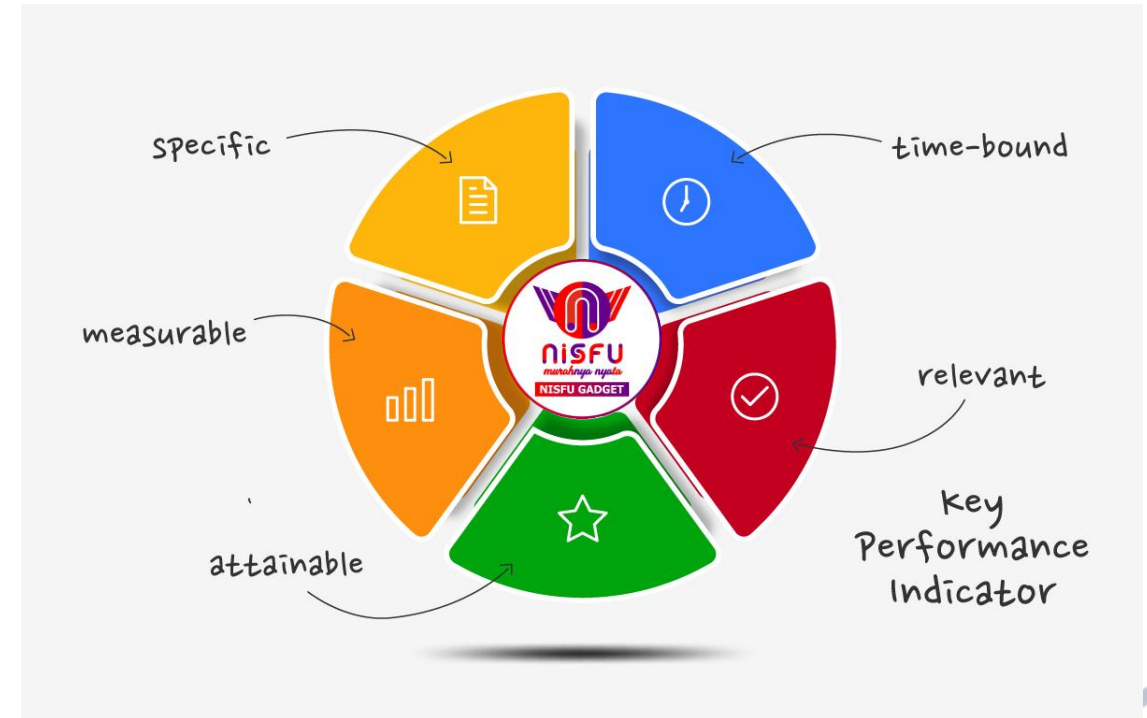 specific
time-bound
measurable
NiSFU
murahnya nyata
NISFU GADGET
relevant
attainable
Key
Performance
Indicator